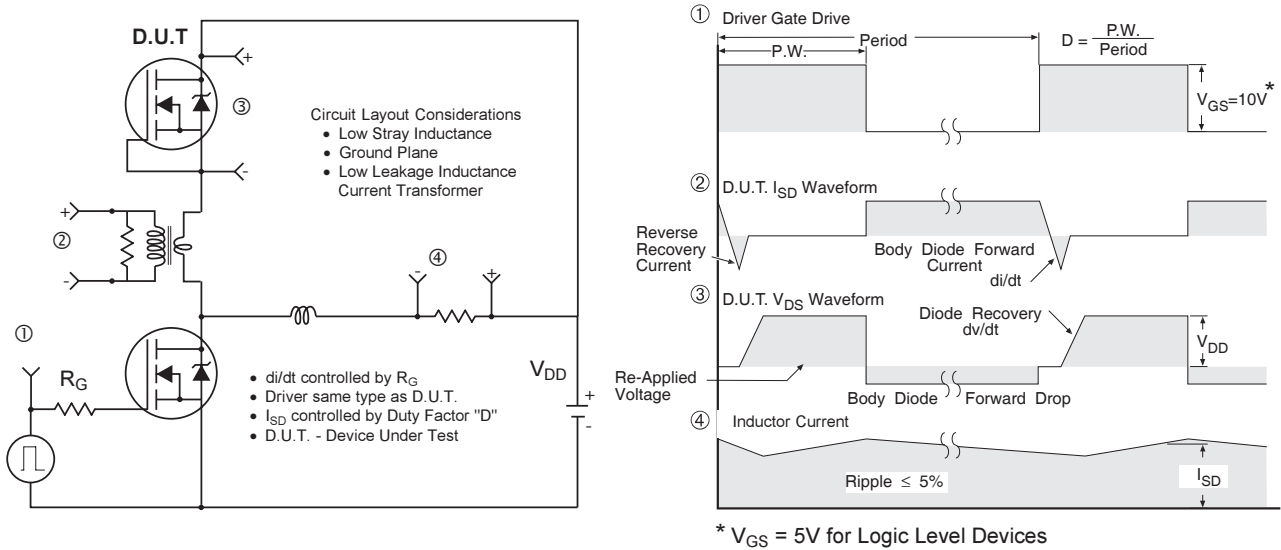 D.U.T
+
③
-
Circuit Layout Considerations
• Low Stray Inductance
• Ground Plane
• Low Leakage Inductance
Current Transformer
+
②
-
④
- +
①
R_G
V_DD
+
-
• di/dt controlled by R_G
• Driver same type as D.U.T.
• I_SD controlled by Duty Factor "D"
• D.U.T. - Device Under Test
① Driver Gate Drive
P.W.
Period
D = P.W. / Period
V_GS=10V *
② D.U.T. I_SD Waveform
Reverse
Recovery
Current
Body Diode Forward
Current
di/dt
③ D.U.T. V_DS Waveform
Diode Recovery
dv/dt
V_DD
Re-Applied
Voltage
Body Diode Forward Drop
④ Inductor Current
Ripple ≤ 5%
I_SD
* V_GS = 5V for Logic Level Devices